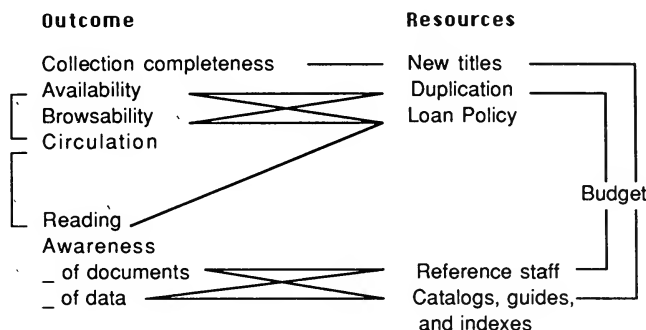 Outcome
Resources
Collection completeness
New titles
Availability
Duplication
Browsability
Loan Policy
Circulation
Budget
Reading
Awareness
_ of documents
Reference staff
_ of data
Catalogs, guides,
and indexes